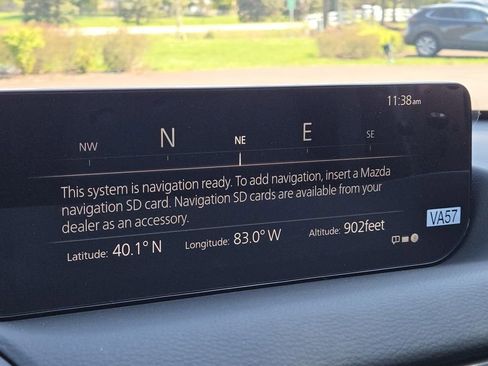 11:38am
NW N NE E SE
This system is navigation ready. To add navigation, insert a Mazda
navigation SD card. Navigation SD cards are available from your
dealer as an accessory.
Latitude: 40.1° N Longitude: 83.0° W Altitude: 902feet
VA57